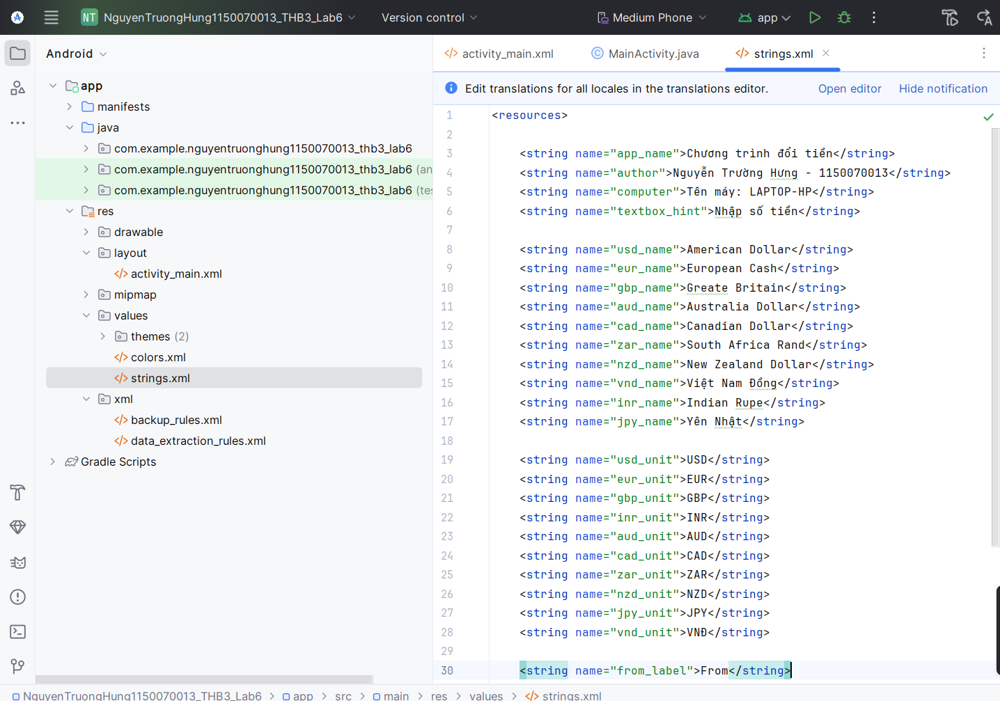 NT NguyenTruongHung1150070013_THB3_Lab6 Version control Medium Phone app
Android
app
manifests
java
com.example.nguyentruonghung1150070013_thb3_lab6
com.example.nguyentruonghung1150070013_thb3_lab6 (an
com.example.nguyentruonghung1150070013_thb3_lab6 (tes
res
drawable
layout
</> activity_main.xml
mipmap
values
themes (2)
</> colors.xml
</> strings.xml
xml
</> backup_rules.xml
</> data_extraction_rules.xml
Gradle Scripts
</> activity_main.xml © MainActivity.java </> strings.xml ×
Edit translations for all locales in the translations editor. Open editor Hide notification
1 <resources>
2
3 <string name="app_name">Chương trình đổi tiền</string>
4 <string name="author">Nguyễn Trường Hưng - 1150070013</string>
5 <string name="computer">Tên máy: LAPTOP-HP</string>
6 <string name="textbox_hint">Nhập số tiền</string>
7
8 <string name="usd_name">American Dollar</string>
9 <string name="eur_name">European Cash</string>
10 <string name="gbp_name">Greate Britain</string>
11 <string name="aud_name">Australia Dollar</string>
12 <string name="cad_name">Canadian Dollar</string>
13 <string name="zar_name">South Africa Rand</string>
14 <string name="nzd_name">New Zealand Dollar</string>
15 <string name="vnd_name">Việt Nam Đồng</string>
16 <string name="inr_name">Indian Rupe</string>
17 <string name="jpy_name">Yên Nhật</string>
18
19 <string name="usd_unit">USD</string>
20 <string name="eur_unit">EUR</string>
21 <string name="gbp_unit">GBP</string>
22 <string name="inr_unit">INR</string>
23 <string name="aud_unit">AUD</string>
24 <string name="cad_unit">CAD</string>
25 <string name="zar_unit">ZAR</string>
26 <string name="nzd_unit">NZD</string>
27 <string name="jpy_unit">JPY</string>
28 <string name="vnd_unit">VNĐ</string>
29
30 <string name="from_label">From</string>
NguyenTruongHung1150070013_THB3_Lab6 > app > src > main > res > values > </> strings.xml